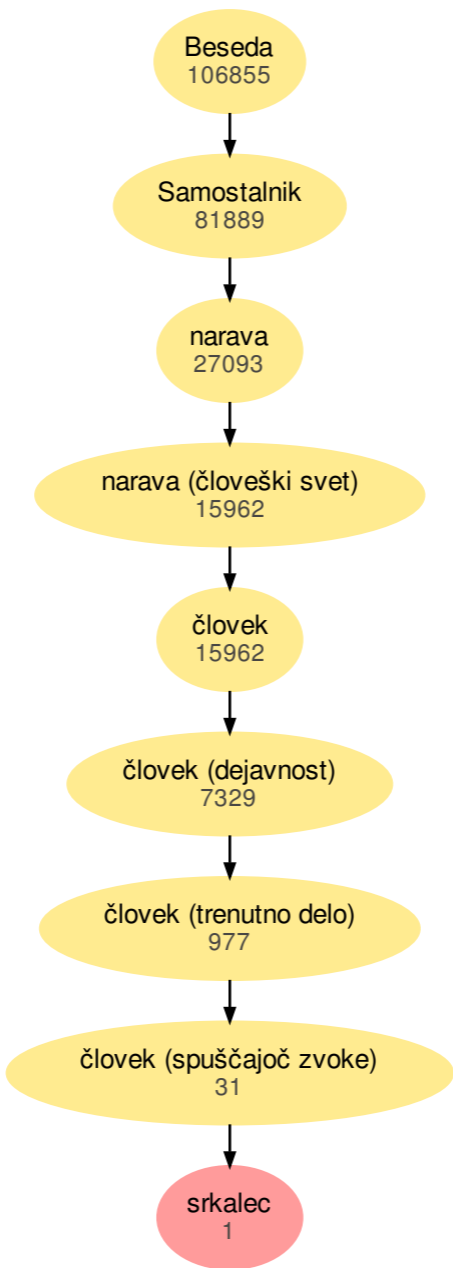 Beseda
106855
Samostalnik
81889
narava
27093
narava (človeški svet)
15962
človek
15962
človek (dejavnost)
7329
človek (trenutno delo)
977
človek (spuščajoč zvoke)
31
srkalec
1